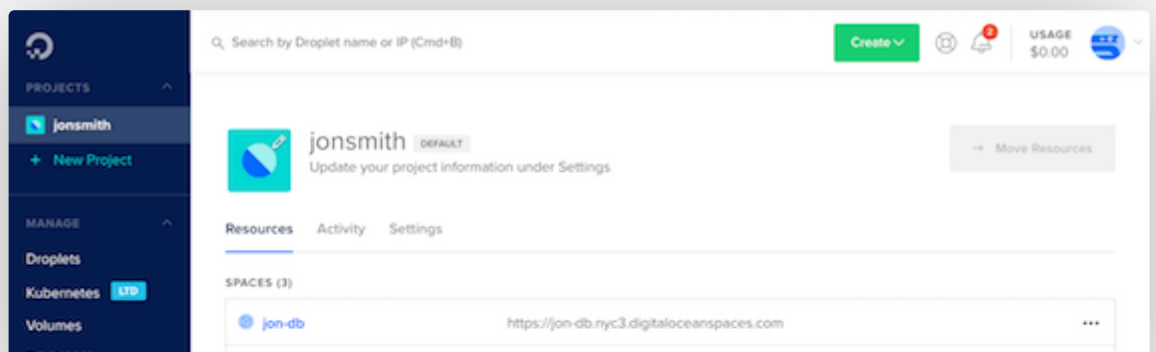 Search by Droplet name or IP (Cmd+B)
Create
2
USAGE
$0.00
PROJECTS
jonsmith
+ New Project
MANAGE
Droplets
Kubernetes LTD
Volumes
jonsmith DEFAULT
Update your project information under Settings
→ Move Resources
Resources Activity Settings
SPACES (3)
jon-db https://jon-db.nyc3.digitaloceanspaces.com ...